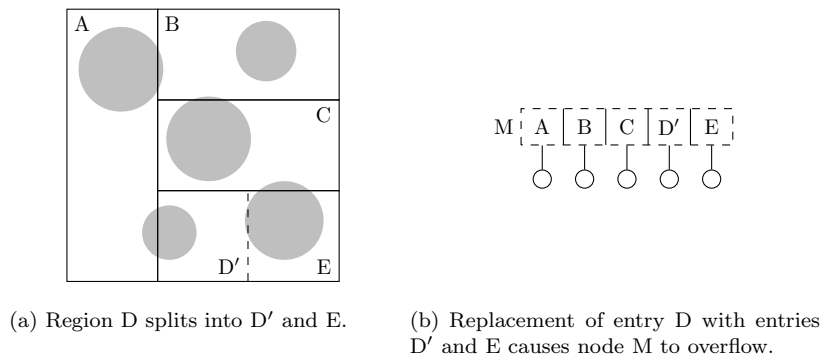 A B
C
D′ E
(a) Region D splits into D′ and E.
M A B C D′ E
(b) Replacement of entry D with entries
D′ and E causes node M to overflow.